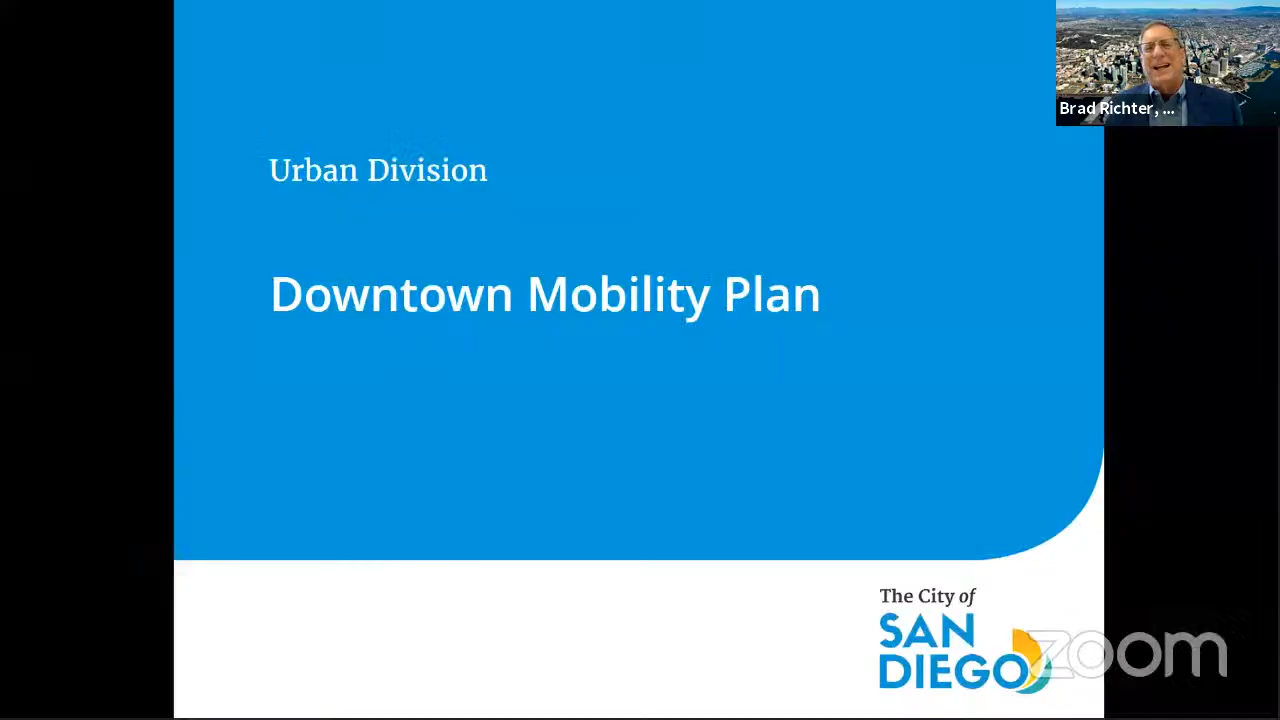 Brad Richter, ...
Urban Division
Downtown Mobility Plan
The City of
SAN
DIEGO
zoom